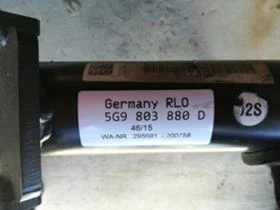 Germany RLO
5G9 803 880 D
46/15
WA-NR. 295691 / 200758
J2S